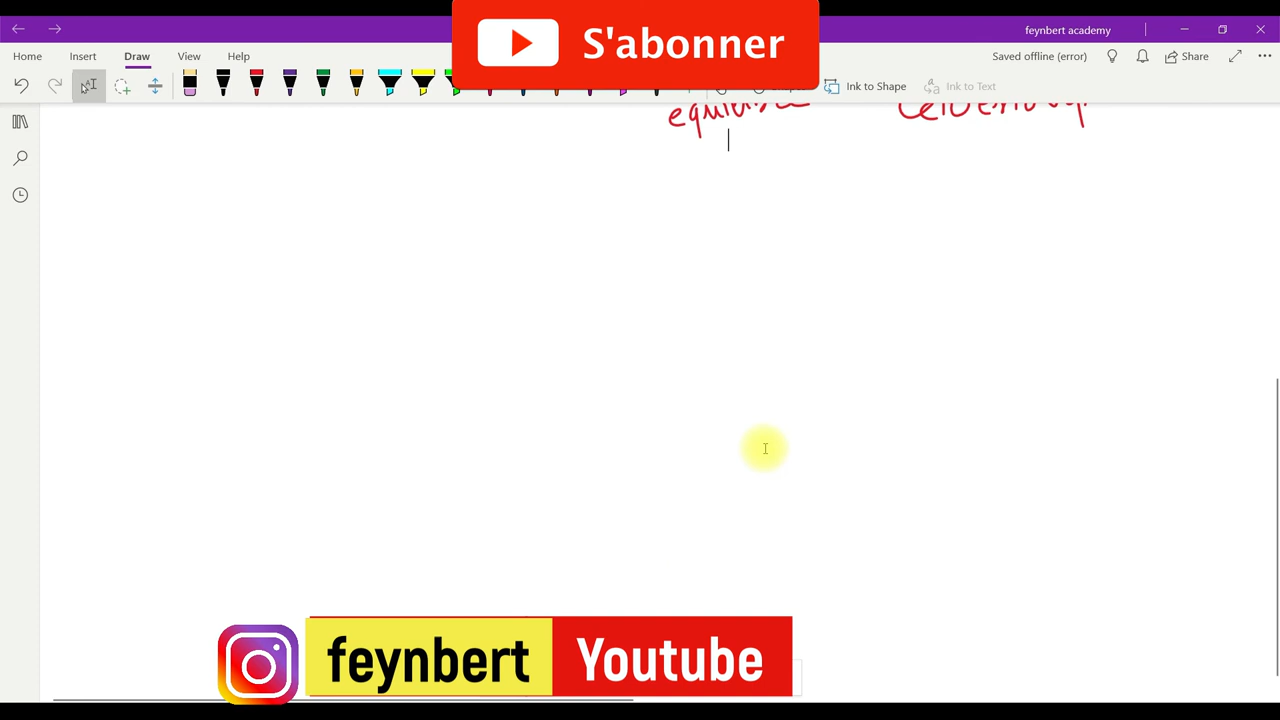 feynbert academy
S'abonner
Home Insert Draw View Help
Saved offline (error) Share
Ink to Shape Ink to Text
feynbert Youtube